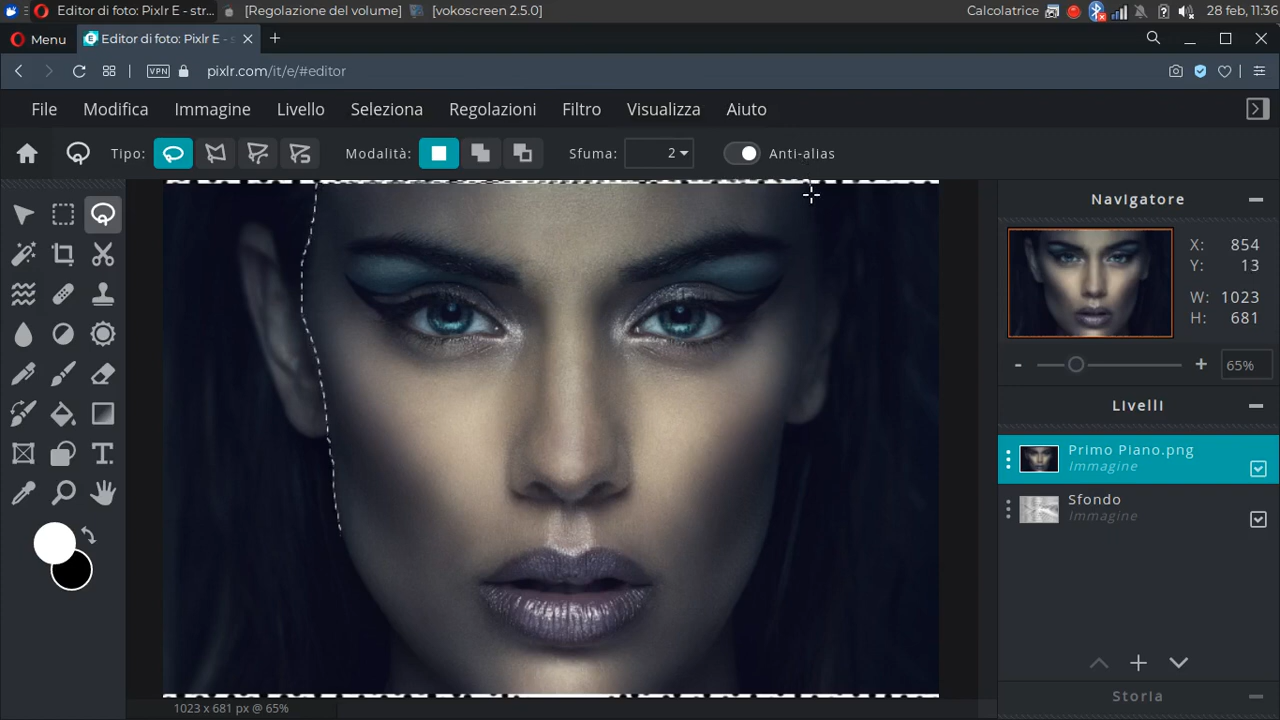 Editor di foto: Pixlr E - str... [Regolazione del volume] [vokoscreen 2.5.0] Calcolatrice 28 feb, 11:36
Menu Editor di foto: Pixlr E - s
VPN pixlr.com/it/e/#editor
File Modifica Immagine Livello Seleziona Regolazioni Filtro Visualizza Aiuto
Tipo: Modalità: Sfuma: 2 Anti-alias
Navigatore
X: 854
Y: 13
W: 1023
H: 681
- + 65%
Livelli
Primo Piano.png
Immagine
Sfondo
Immagine
Storia
1023 x 681 px @ 65%